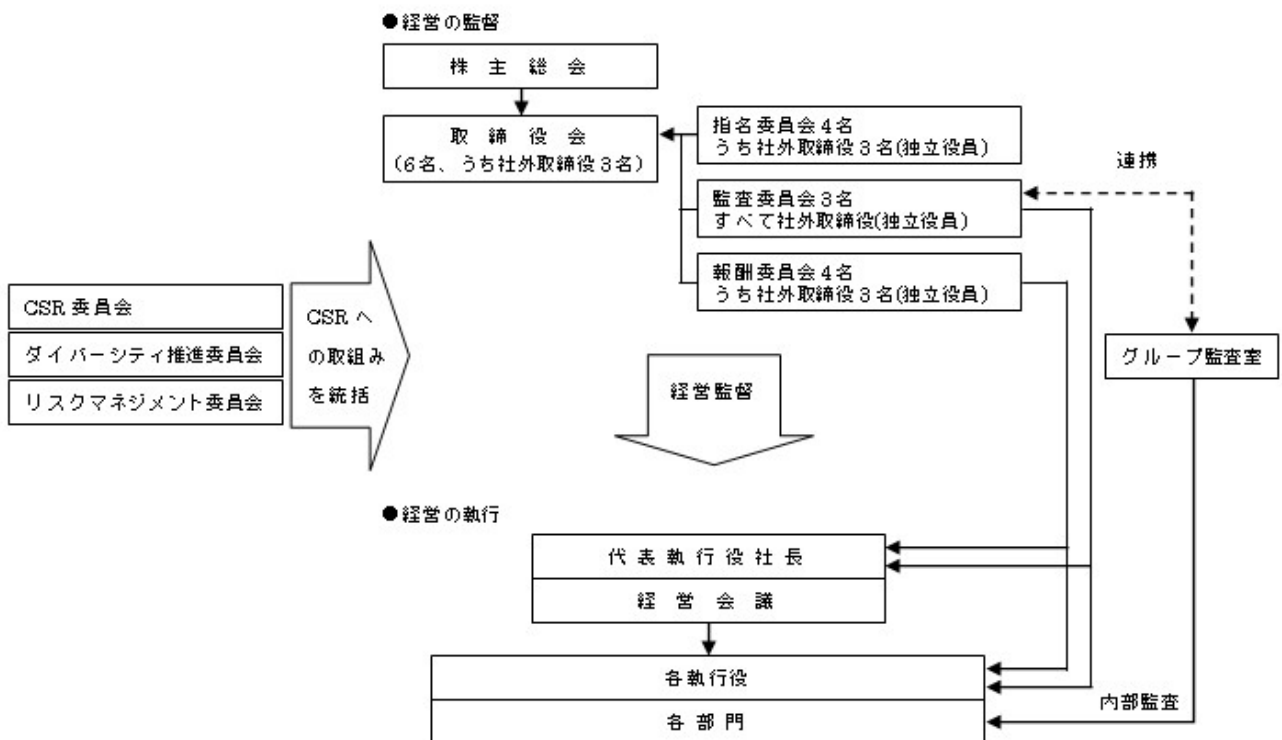 ●経営の監督
株主総会
取締役会
(6名、うち社外取締役3名)
指名委員会4名
うち社外取締役3名(独立役員)
連携
監査委員会3名
すべて社外取締役(独立役員)
報酬委員会4名
うち社外取締役3名(独立役員)
CSR委員会
ダイバーシティ推進委員会
リスクマネジメント委員会
CSRへ
の取組み
を統括
グループ監査室
経営監督
●経営の執行
代表執行役社長
経営会議
各執行役
各部門
内部監査